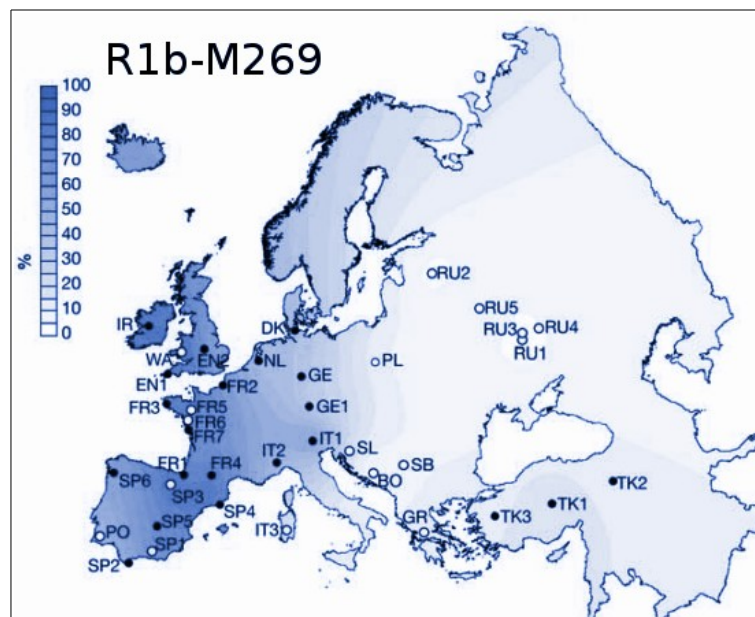 R1b-M269
100
90
80
70
60
50
40
30
20
10
0
%
RU2
RU5
RU3
RU4
RU1
IR
DK
WA
EN2
NL
PL
EN1
FR2
GE
FR3
FR5
GE1
FR6
FR7
IT1
SL
IT2
SB
FR1
FR4
BO
SP6
SP3
TK2
SP4
TK1
PO
SP5
IT3
GR
TK3
SP1
SP2